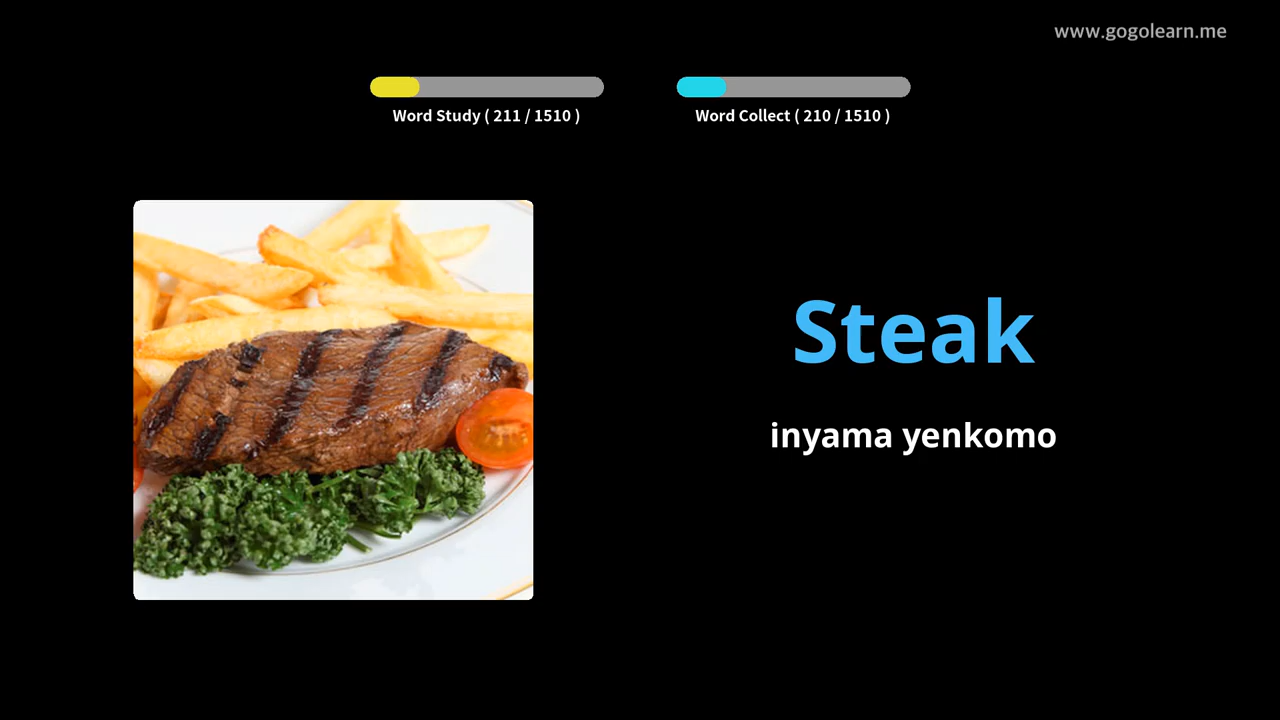 www.gogolearn.me
Word Study ( 211 / 1510 )
Word Collect ( 210 / 1510 )
Steak
inyama yenkomo